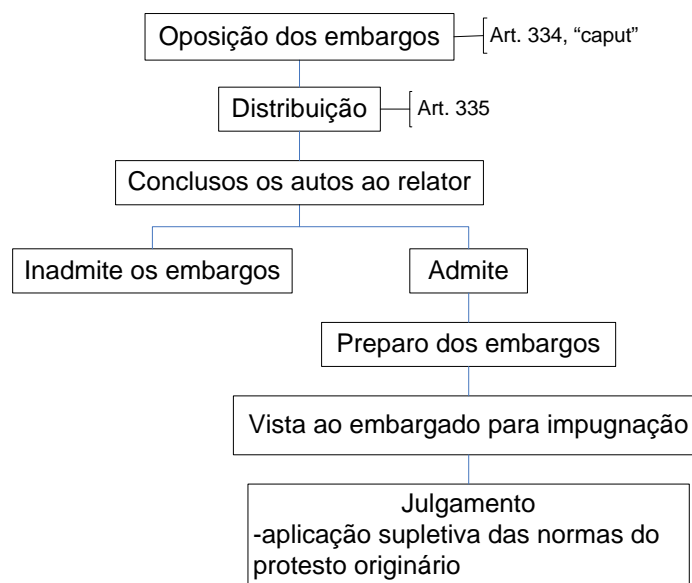 Oposição dos embargos
Art. 334, “caput”
Distribuição
Art. 335
Conclusos os autos ao relator
Inadmite os embargos
Admite
Preparo dos embargos
Vista ao embargado para impugnação
Julgamento
-aplicação supletiva das normas do
protesto originário